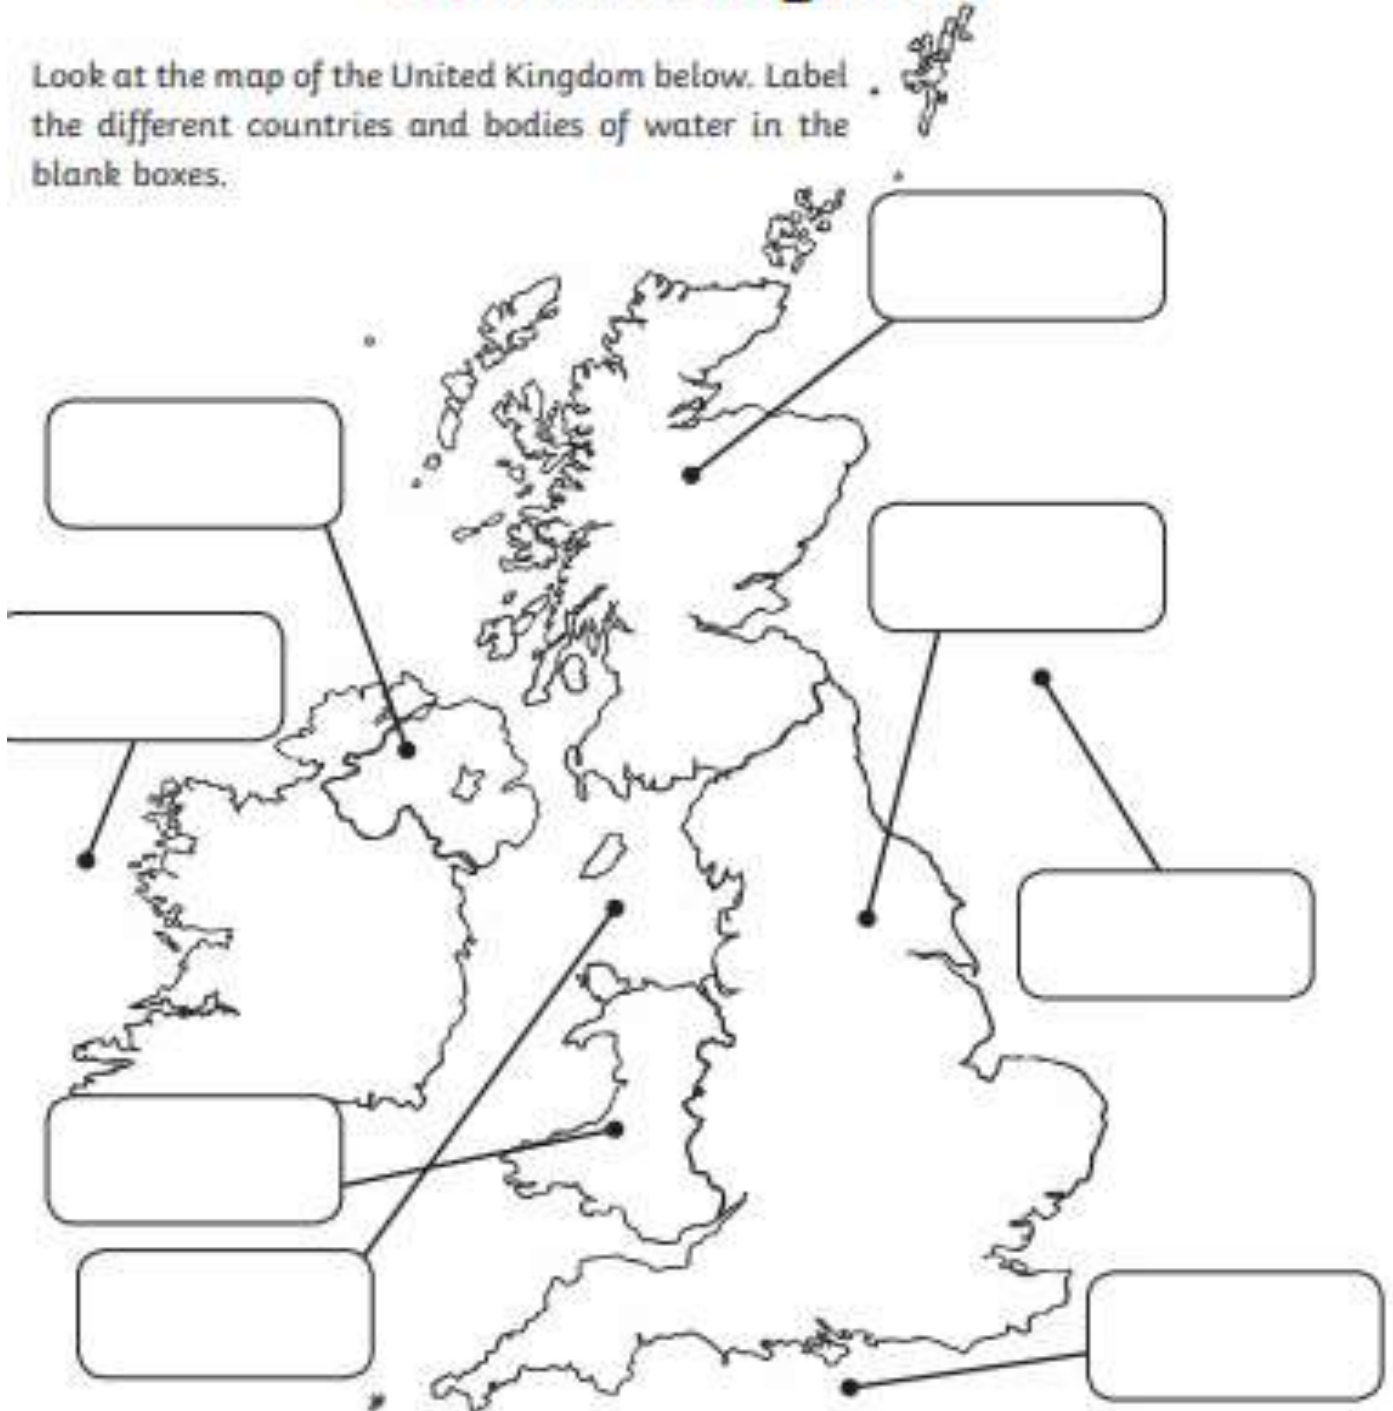 Look at the map of the United Kingdom below. Label
the different countries and bodies of water in the
blank boxes.